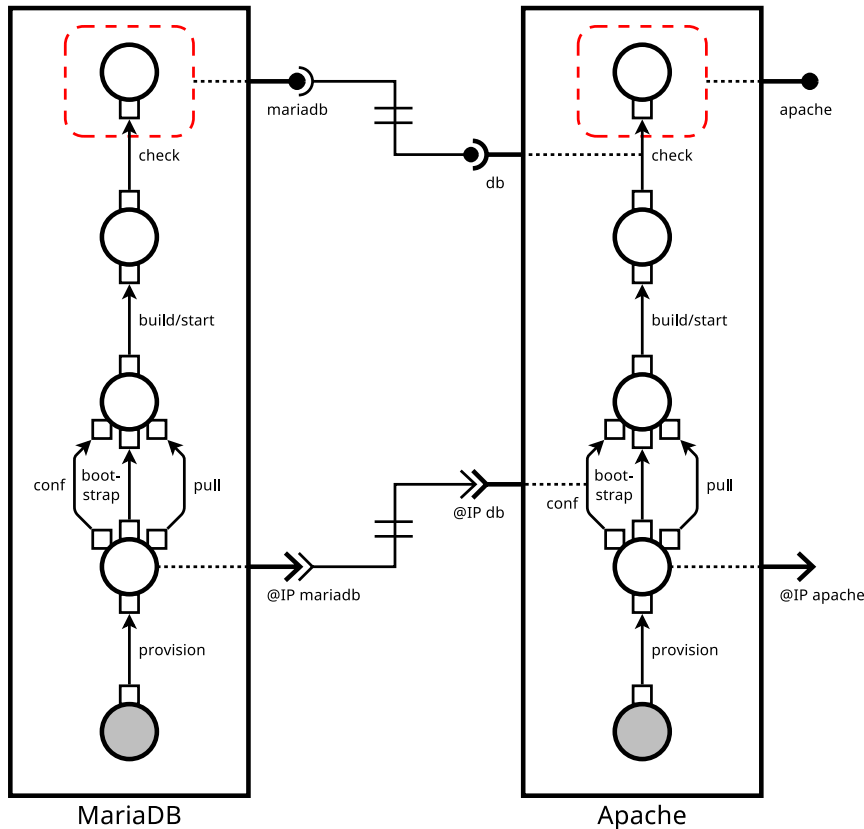 mariadb
apache
check
check
db
build/start
build/start
conf
boot-
strap
pull
conf
boot-
strap
pull
@IP db
@IP mariadb
@IP apache
provision
provision
MariaDB
Apache